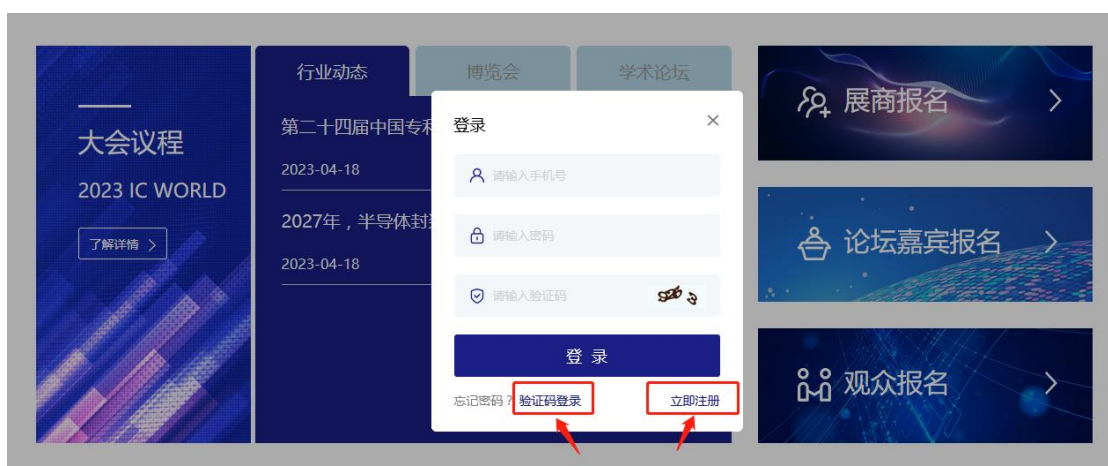 行业动态
博览会
学术论坛
大会议程
2023 IC WORLD
了解详情
第二十四届中国专利
2023-04-18
2027年，半导体封
2023-04-18
登录
请输入手机号
请输入密码
请输入验证码
登 录
忘记密码？验证码登录
立即注册
展商报名
论坛嘉宾报名
观众报名